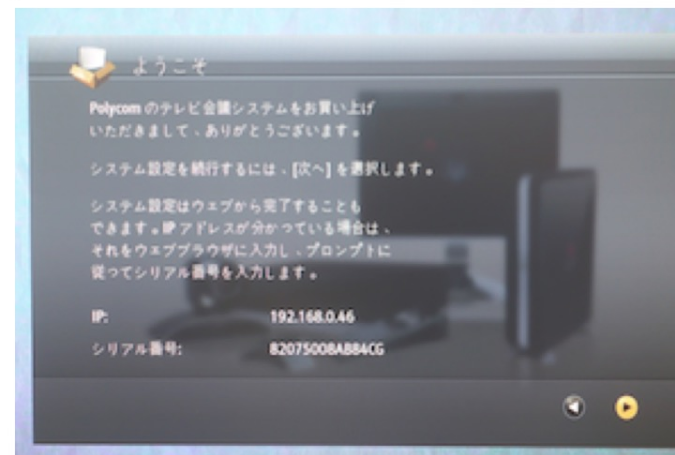 ようこそ
Polycom のテレビ会議システムをお買い上げ
いただきまして、ありがとうございます。
システム設定を続行するには、[次へ] を選択します。
システム設定はウェブから完了することも
できます。IP アドレスが分かっている場合は、
それをウェブブラウザに入力し、プロンプトに
従ってシリアル番号を入力します。
IP: 192.168.0.46
シリアル番号: 82075008AB84CG